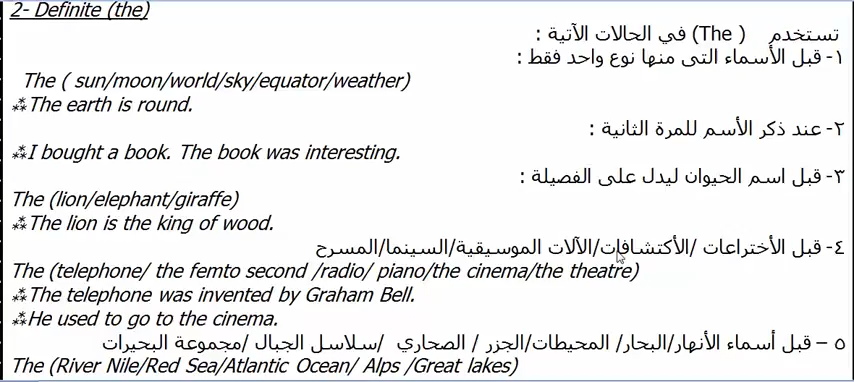 2- Definite (the)
تستخدم ( The) في الحالات الآتية :
١- قبل الأسماء التى منها نوع واحد فقط :
The ( sun/moon/world/sky/equator/weather)
⁂The earth is round.
٢- عند ذكر الأسم للمرة الثانية :
⁂I bought a book. The book was interesting.
٣- قبل اسم الحيوان ليدل على الفصيلة :
The (lion/elephant/giraffe)
⁂The lion is the king of wood.
٤- قبل الأختراعات /الأكتشافات/الآلات الموسيقية/السينما/المسرح
The (telephone/ the femto second /radio/ piano/the cinema/the theatre)
⁂The telephone was invented by Graham Bell.
⁂He used to go to the cinema.
٥ – قبل أسماء الأنهار/البحار/ المحيطات/الجزر / الصحاري /سلاسل الجبال /مجموعة البحيرات
The (River Nile/Red Sea/Atlantic Ocean/ Alps /Great lakes)